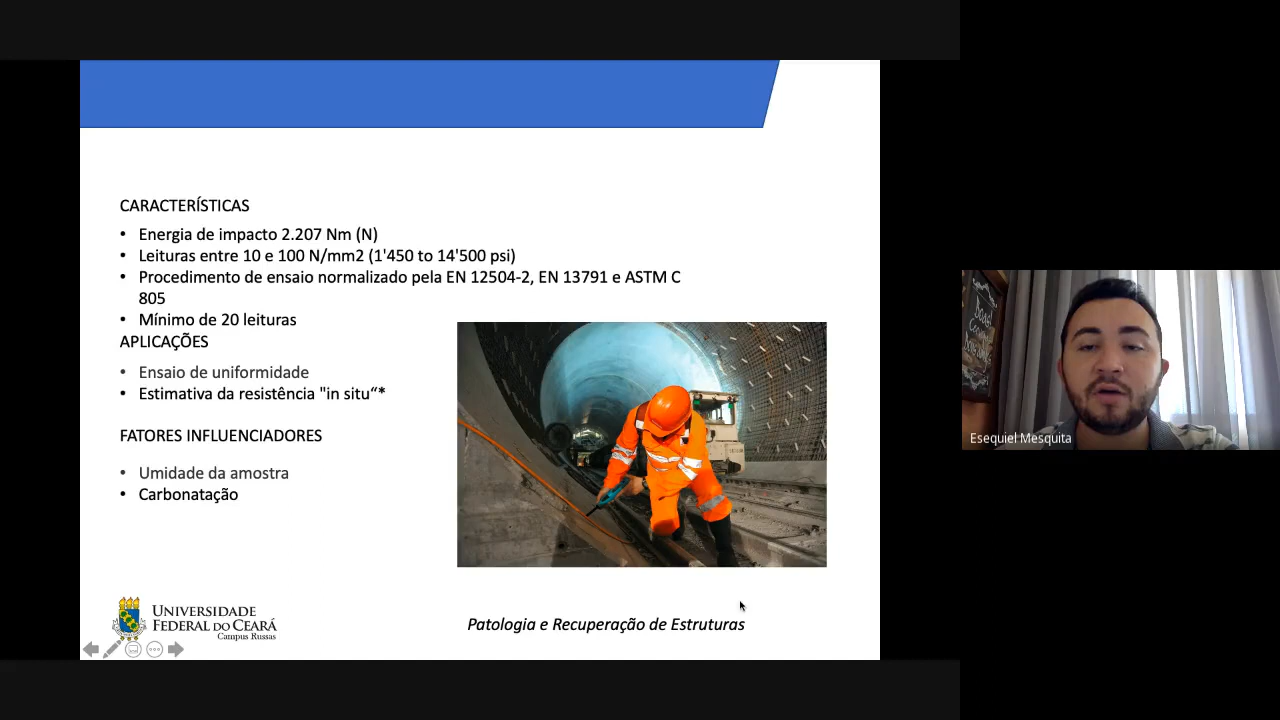 CARACTERÍSTICAS
• Energia de impacto 2.207 Nm (N)
• Leituras entre 10 e 100 N/mm2 (1'450 to 14'500 psi)
• Procedimento de ensaio normalizado pela EN 12504-2, EN 13791 e ASTM C
805
• Mínimo de 20 leituras
APLICAÇÕES
• Ensaio de uniformidade
• Estimativa da resistência "in situ“*
FATORES INFLUENCIADORES
• Umidade da amostra
• Carbonatação
UNIVERSIDADE
FEDERAL DO CEARÁ
Campus Russas
Patologia e Recuperação de Estruturas
Esequiel Mesquita